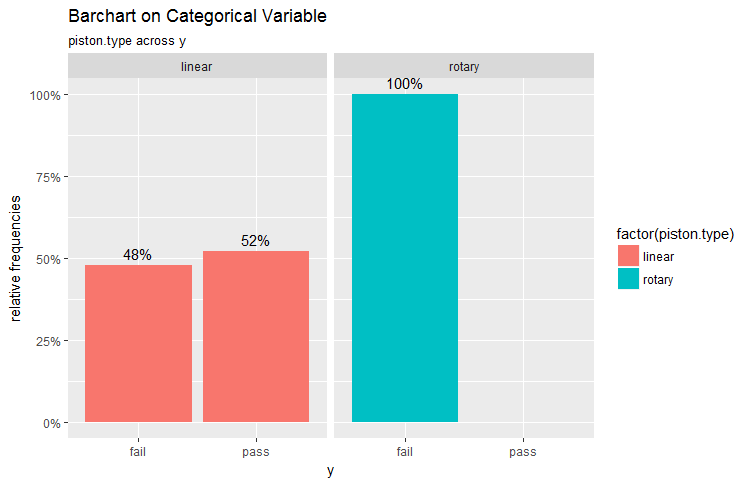 Barchart on Categorical Variable
piston.type across y
linear
rotary
100%
75%
50%
25%
0%
48%
52%
100%
fail
pass
fail
pass
relative frequencies
y
factor(piston.type)
linear
rotary